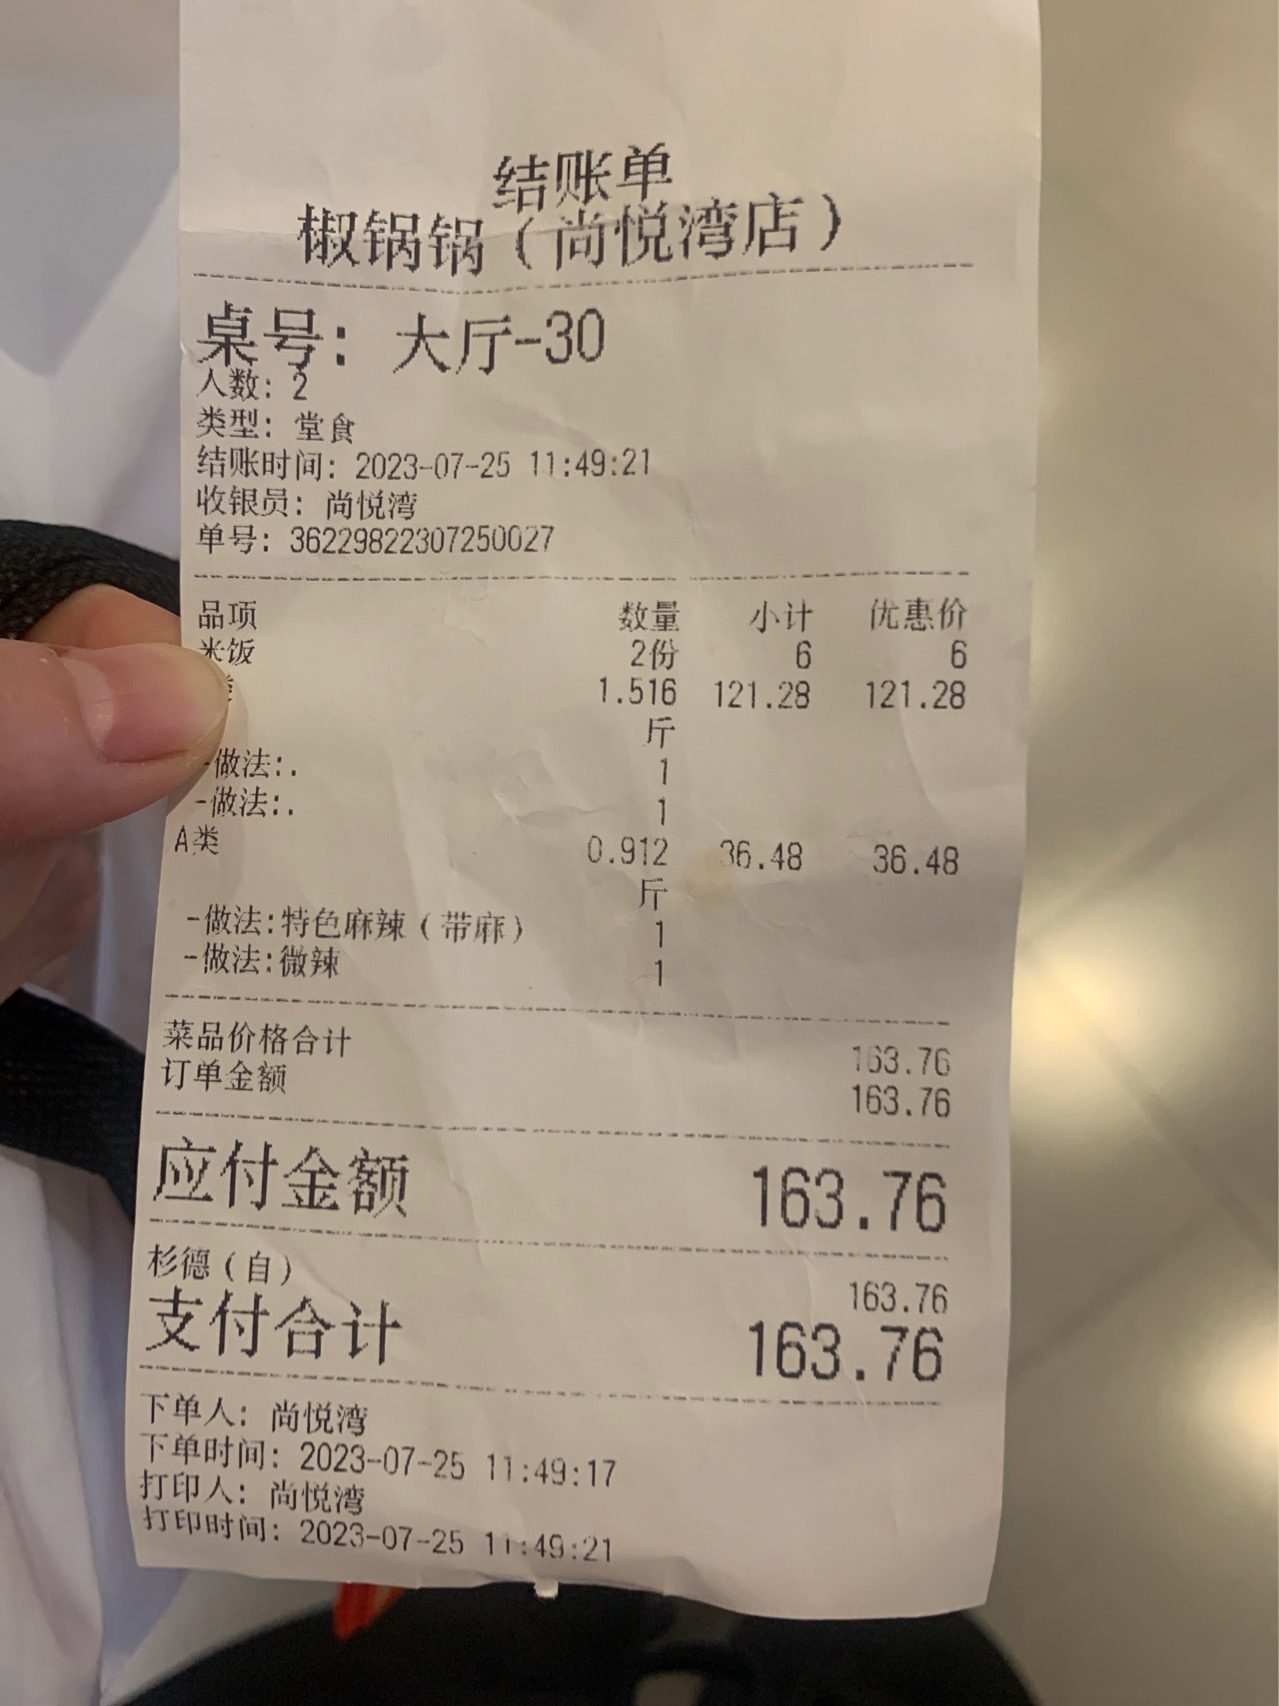 结账单
椒锅锅（尚悦湾店）
桌号: 大厅-30
人数: 2
类型: 堂食
结账时间: 2023-07-25 11:49:21
收银员: 尚悦湾
单号: 36229822307250027
品项 数量 小计 优惠价
米饭 2份 6 6
类 1.516 121.28 121.28
斤
-做法:. 1
-做法:. 1
A类 0.912 36.48 36.48
斤
-做法:特色麻辣（带麻） 1
-做法:微辣 1
菜品价格合计 163.76
订单金额 163.76
应付金额 163.76
杉德（自） 163.76
支付合计 163.76
下单人: 尚悦湾
下单时间: 2023-07-25 11:49:17
打印人: 尚悦湾
打印时间: 2023-07-25 11:49:21